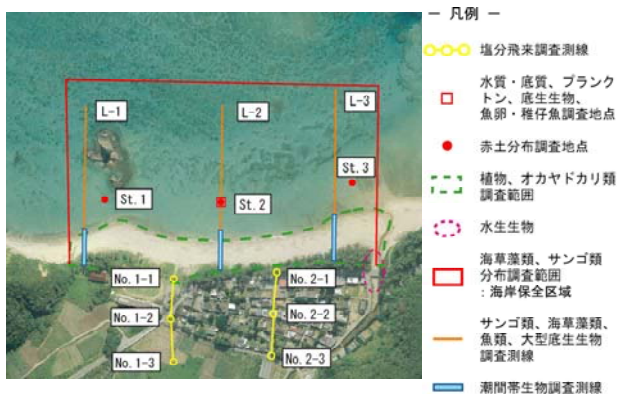 L-1
L-2
L-3
St. 1
St. 2
St. 3
No. 1-1
No. 2-1
No. 1-2
No. 2-2
No. 1-3
No. 2-3
― 凡例 ―
塩分飛来調査測線
水質・底質、プランク
トン、底生生物、
魚卵・稚仔魚調査地点
赤土分布調査地点
植物、オカヤドカリ類
調査範囲
水生生物
海草藻類、サンゴ類
分布調査範囲
:海岸保全区域
サンゴ類、海草藻類、
魚類、大型底生生物
調査測線
潮間帯生物調査測線